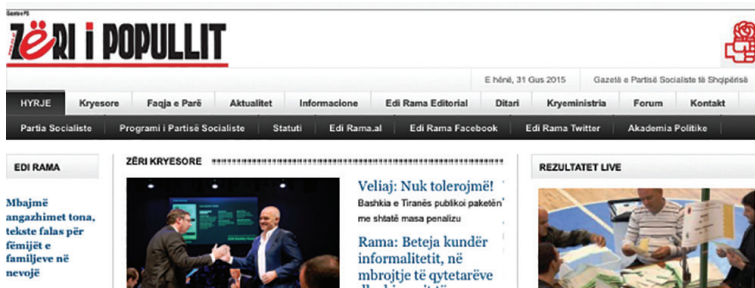 Gazeta e PS
ZËRI I POPULLIT
E hënë, 31 Gus 2015
Gazetë e Partisë Socialiste të Shqipërisë
HYRJE Kryesore Faqja e Parë Aktualitet Informacione Edi Rama Editorial Ditari Kryeministria Forum Kontakt
Partia Socialiste Programi i Partisë Socialiste Statuti Edi Rama.al Edi Rama Facebook Edi Rama Twitter Akademia Politike
EDI RAMA
Mbajmë
angazhimet tona,
tekste falas për
fëmijët e
familjeve në
nevojë
ZËRI KRYESORE
Veliaj: Nuk tolerojmë!
Bashkia e Tiranës publikoi paketën
me shtatë masa penalizu
Rama: Beteja kundër
informalitetit, në
mbrojtje të qytetarëve
REZULTATET LIVE